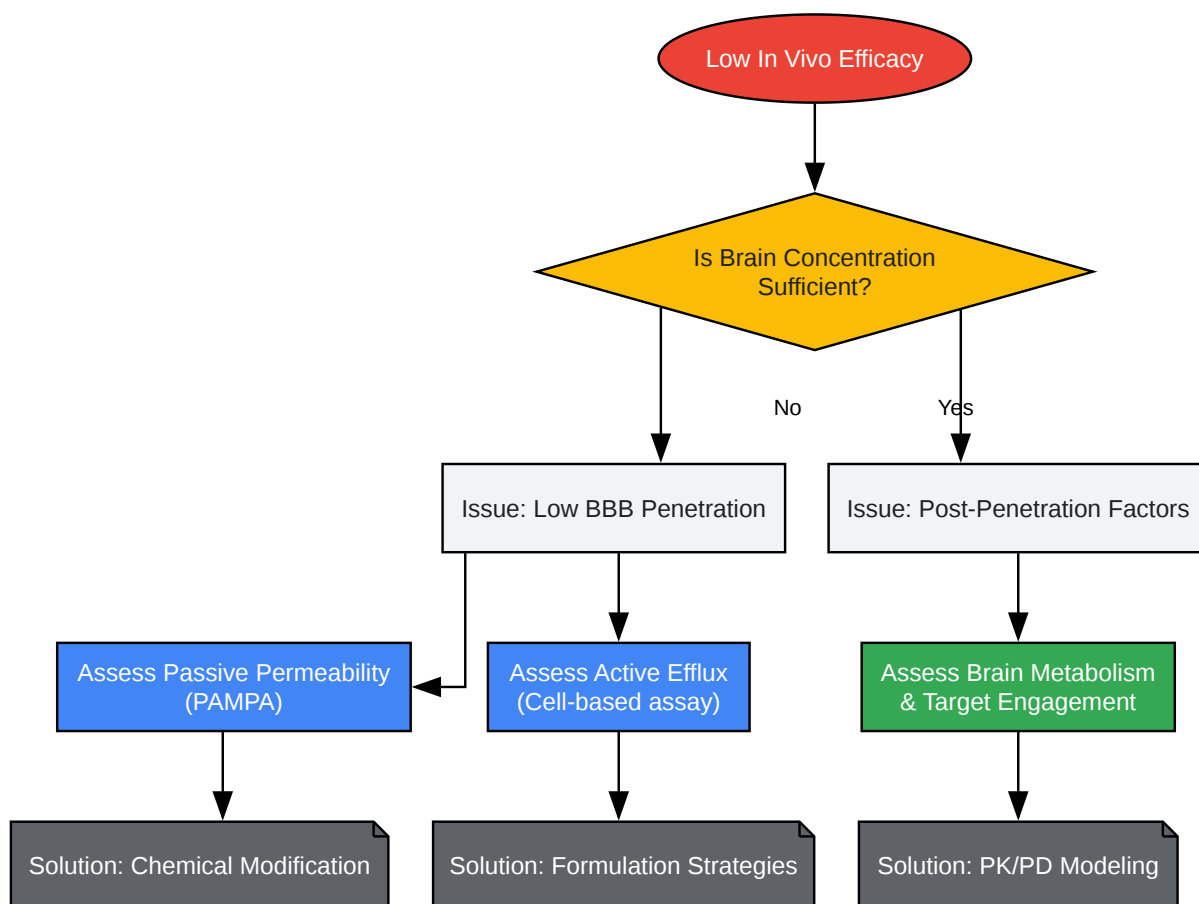 Low In Vivo Efficacy
Is Brain Concentration
Sufficient?
No
Yes
Issue: Low BBB Penetration
Issue: Post-Penetration Factors
Assess Passive Permeability
(PAMPA)
Assess Active Efflux
(Cell-based assay)
Assess Brain Metabolism
& Target Engagement
Solution: Chemical Modification
Solution: Formulation Strategies
Solution: PK/PD Modeling